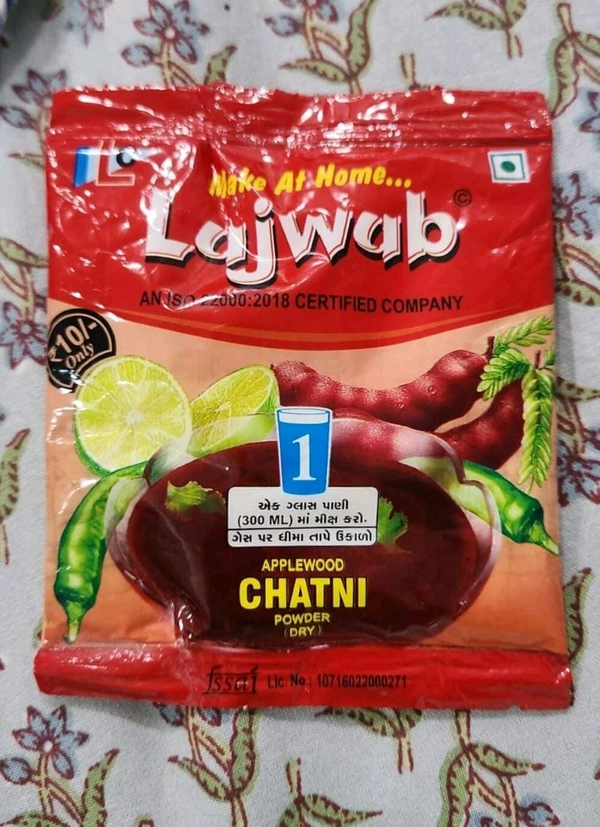 L
Make At Home...
Lajwab©
AN ISO 22000:2018 CERTIFIED COMPANY
₹10/-
Only
1
એક ગ્લાસ પાણી
(300 ML) માં મીક્ષ કરો.
ગેસ પર ધીમા તાપે ઉકાળો
APPLEWOOD
CHATNI
POWDER
(DRY)
fssai Lic. No.: 10716022000271